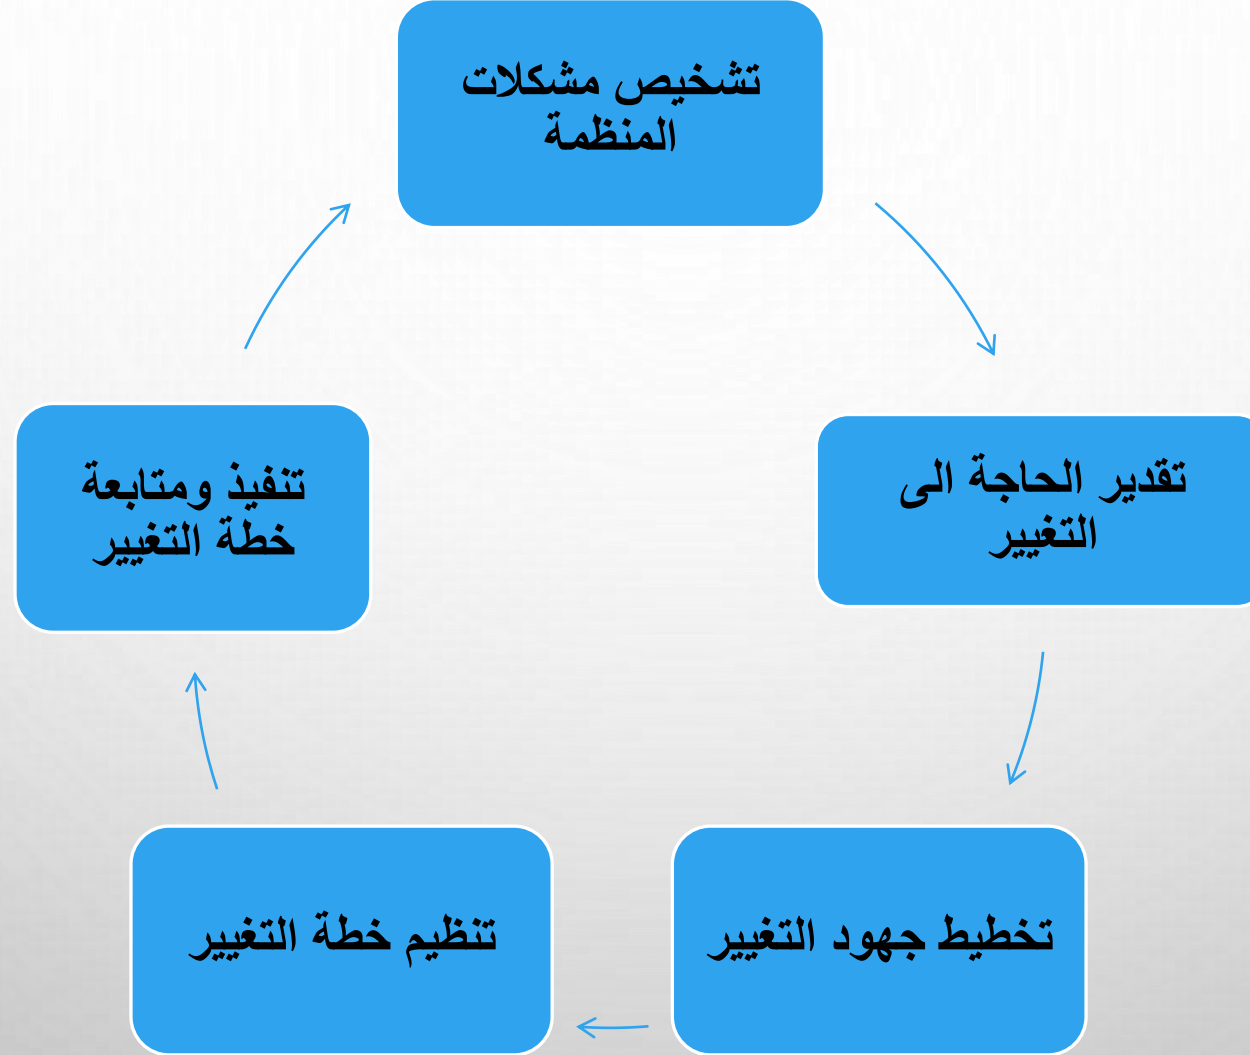 تشخيص مشكلات
المنظمة
تقدير الحاجة الى
التغيير
تخطيط جهود التغيير
تنظيم خطة التغيير
تنفيذ ومتابعة
خطة التغيير